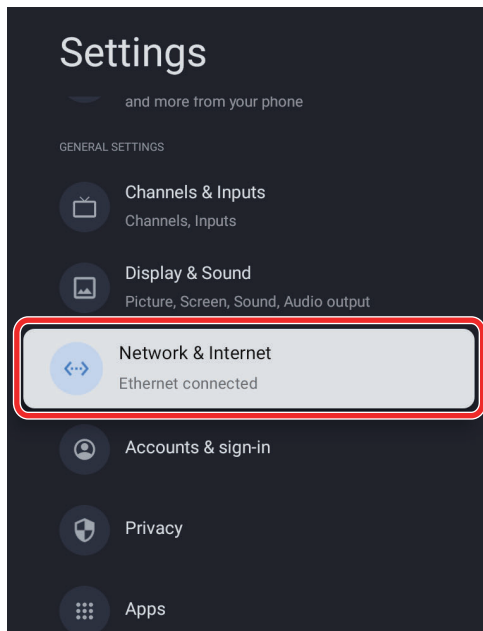 Settings
and more from your phone
GENERAL SETTINGS
Channels & Inputs
Channels, Inputs
Display & Sound
Picture, Screen, Sound, Audio output
Network & Internet
Ethernet connected
Accounts & sign-in
Privacy
Apps